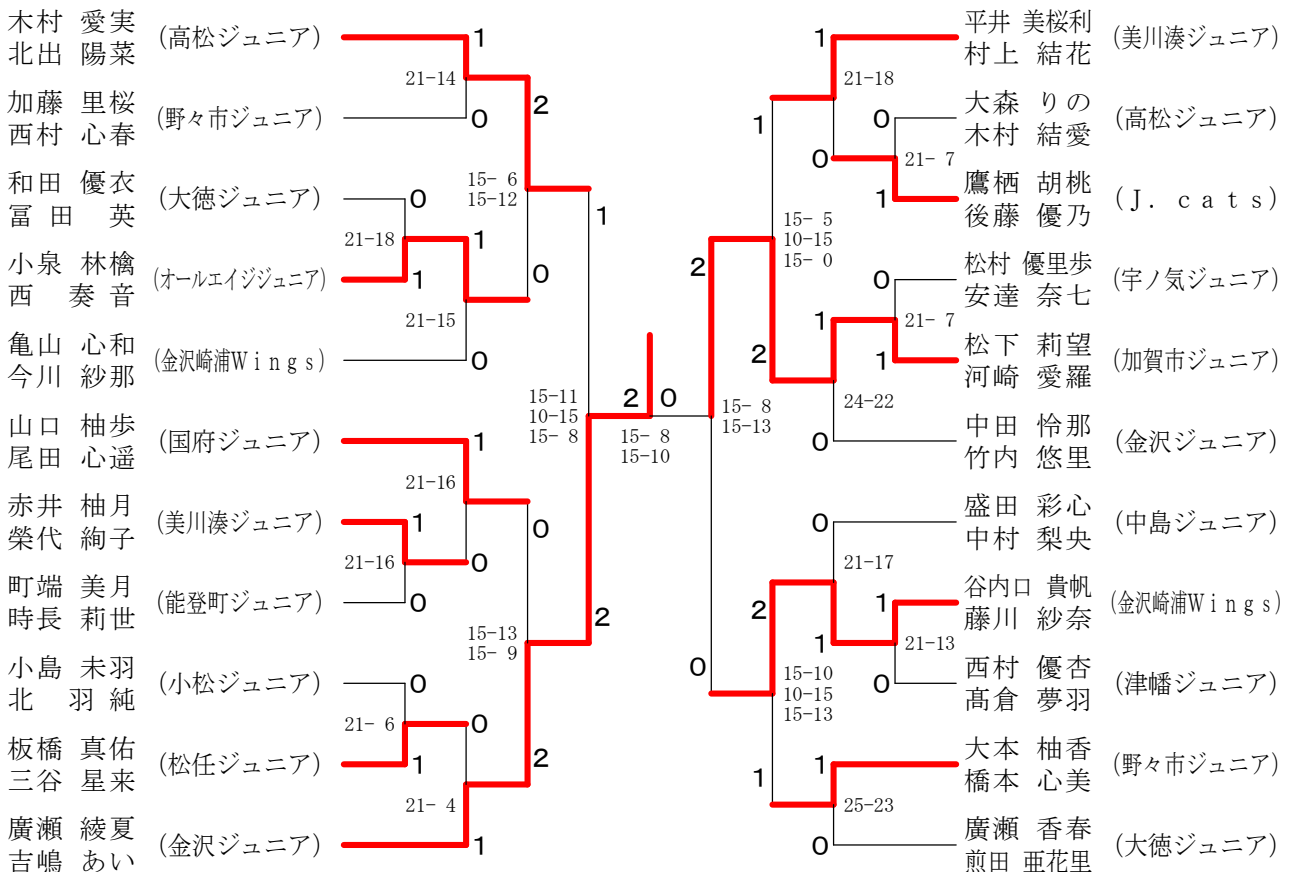 木村 愛実
北出 陽菜
(高松ジュニア)
1
21-14
加藤 里桜
西村 心春
(野々市ジュニア)
0
2
和田 優衣
冨田 英
(大徳ジュニア)
0
15- 6
15-12
1
21-18
小泉 林檎
西 奏音
(オールエイジジュニア)
1
1
0
21-15
亀山 心和
今川 紗那
(金沢崎浦Wings)
0
15-11
10-15
15- 8
2
0
15- 8
15-10
山口 柚歩
尾田 心遥
(国府ジュニア)
1
21-16
赤井 柚月
榮代 絢子
(美川湊ジュニア)
1
0
0
21-16
町端 美月
時長 莉世
(能登町ジュニア)
0
15-13
15- 9
2
小島 未羽
北 羽純
(小松ジュニア)
0
0
21- 6
板橋 真佑
三谷 星来
(松任ジュニア)
1
2
21- 4
廣瀬 綾夏
吉嶋 あい
(金沢ジュニア)
1
平井 美桜利
村上 結花
(美川湊ジュニア)
1
21-18
大森 りの
木村 結愛
(高松ジュニア)
0
1
0
21- 7
鷹栖 胡桃
後藤 優乃
(J. cats)
1
15- 5
10-15
15- 0
2
松村 優里歩
安達 奈七
(宇ノ気ジュニア)
0
1
21- 7
松下 莉望
河崎 愛羅
(加賀市ジュニア)
1
2
24-22
15- 8
15-13
中田 怜那
竹内 悠里
(金沢ジュニア)
0
盛田 彩心
中村 梨央
(中島ジュニア)
0
21-17
谷内口 貴帆
藤川 紗奈
(金沢崎浦Wings)
1
2
1
21-13
西村 優杏
髙倉 夢羽
(津幡ジュニア)
0
0
15-10
10-15
15-13
大本 柚香
橋本 心美
(野々市ジュニア)
1
1
25-23
廣瀬 香春
煎田 亜花里
(大徳ジュニア)
0